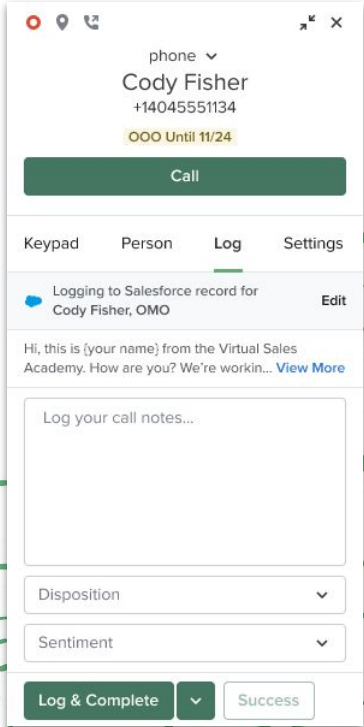 phone
Cody Fisher
+14045551134
OOO Until 11/24
Call
Keypad Person Log Settings
Logging to Salesforce record for
Cody Fisher, OMO
Edit
Hi, this is {your name} from the Virtual Sales
Academy. How are you? We're workin... View More
Log your call notes...
Disposition
Sentiment
Log & Complete
Success